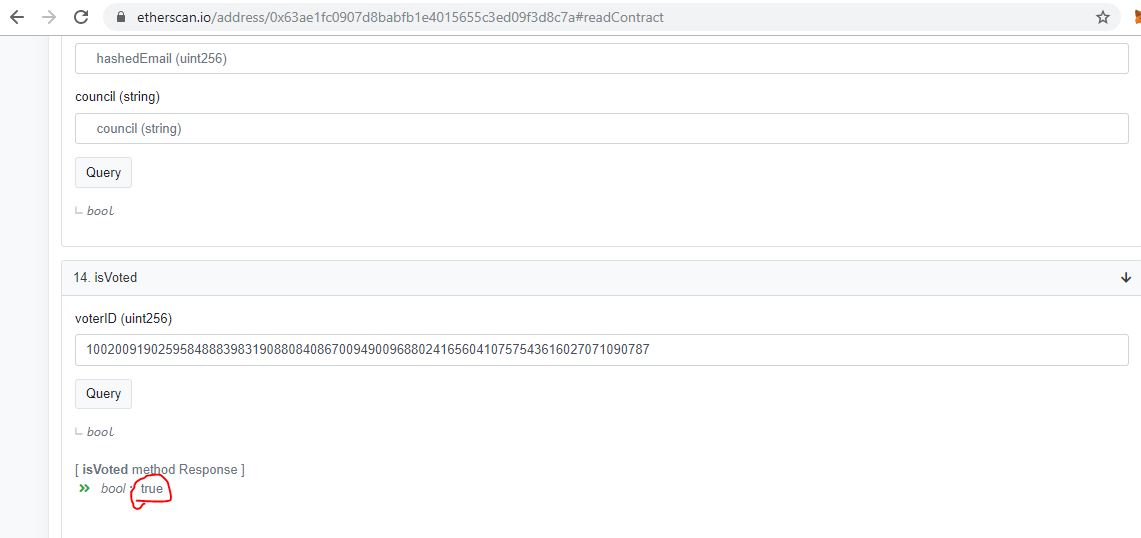 etherscan.io/address/0x63ae1fc0907d8babfb1e4015655c3ed09f3d8c7a#readContract
hashedEmail (uint256)
council (string)
council (string)
Query
bool
14. isVoted
voterID (uint256)
100200919025958488839831908808408670094900968802416560410757543616027071090787
Query
bool
[ isVoted method Response ]
bool : true